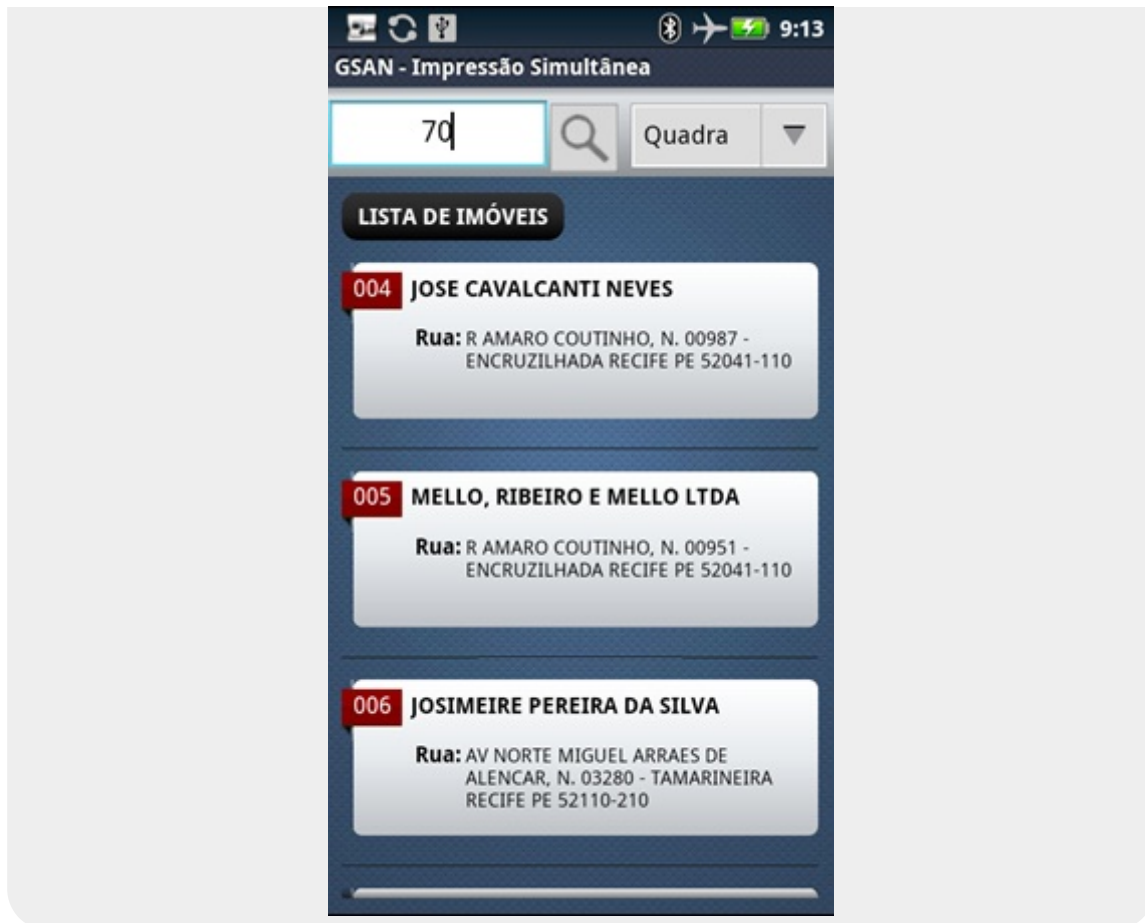 9:13
GSAN - Impressão Simultânea
70
Quadra
LISTA DE IMÓVEIS
004 JOSE CAVALCANTI NEVES
Rua: R AMARO COUTINHO, N. 00987 -
ENCRUZILHADA RECIFE PE 52041-110
005 MELLO, RIBEIRO E MELLO LTDA
Rua: R AMARO COUTINHO, N. 00951 -
ENCRUZILHADA RECIFE PE 52041-110
006 JOSIMEIRE PEREIRA DA SILVA
Rua: AV NORTE MIGUEL ARRAES DE
ALENCAR, N. 03280 - TAMARINEIRA
RECIFE PE 52110-210